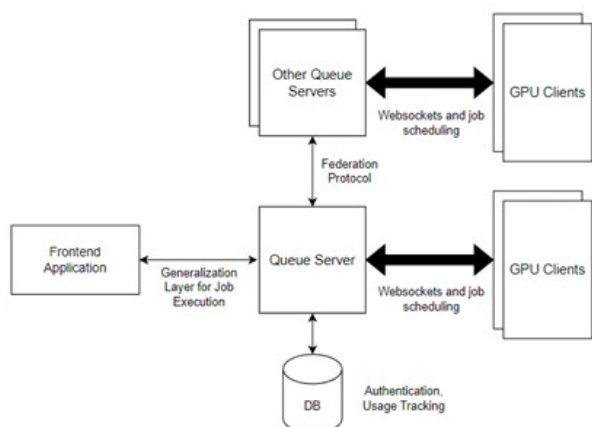 Other Queue
Servers
GPU Clients
Websockets and job
scheduling
Federation
Protocol
Frontend
Application
Generalization
Layer for Job
Execution
Queue Server
GPU Clients
Websockets and job
scheduling
DB
Authentication,
Usage Tracking